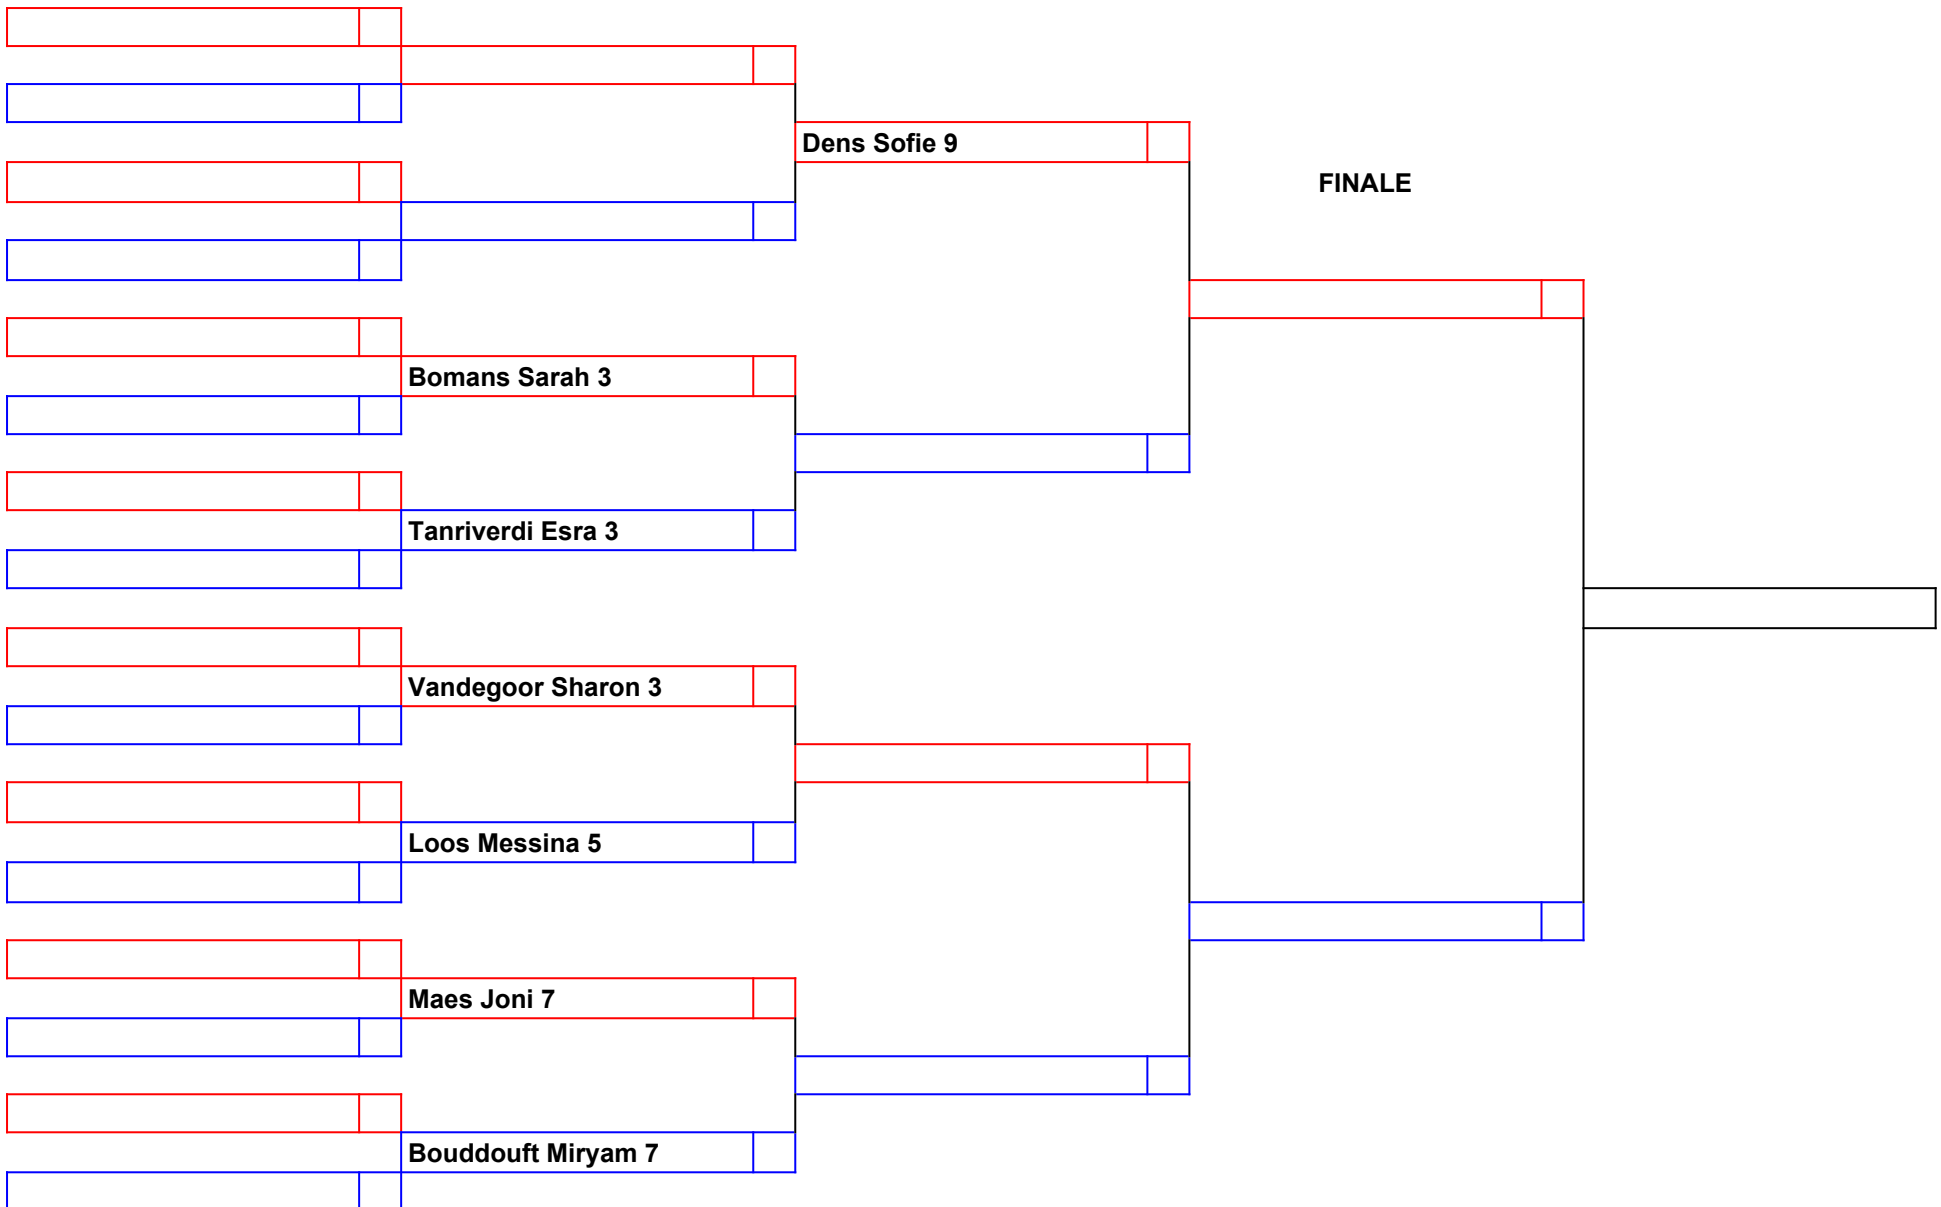 Dens Sofie 9
FINALE
Bomans Sarah 3
Tanriverdi Esra 3
Vandegoor Sharon 3
Loos Messina 5
Maes Joni 7
Bouddouft Miryam 7